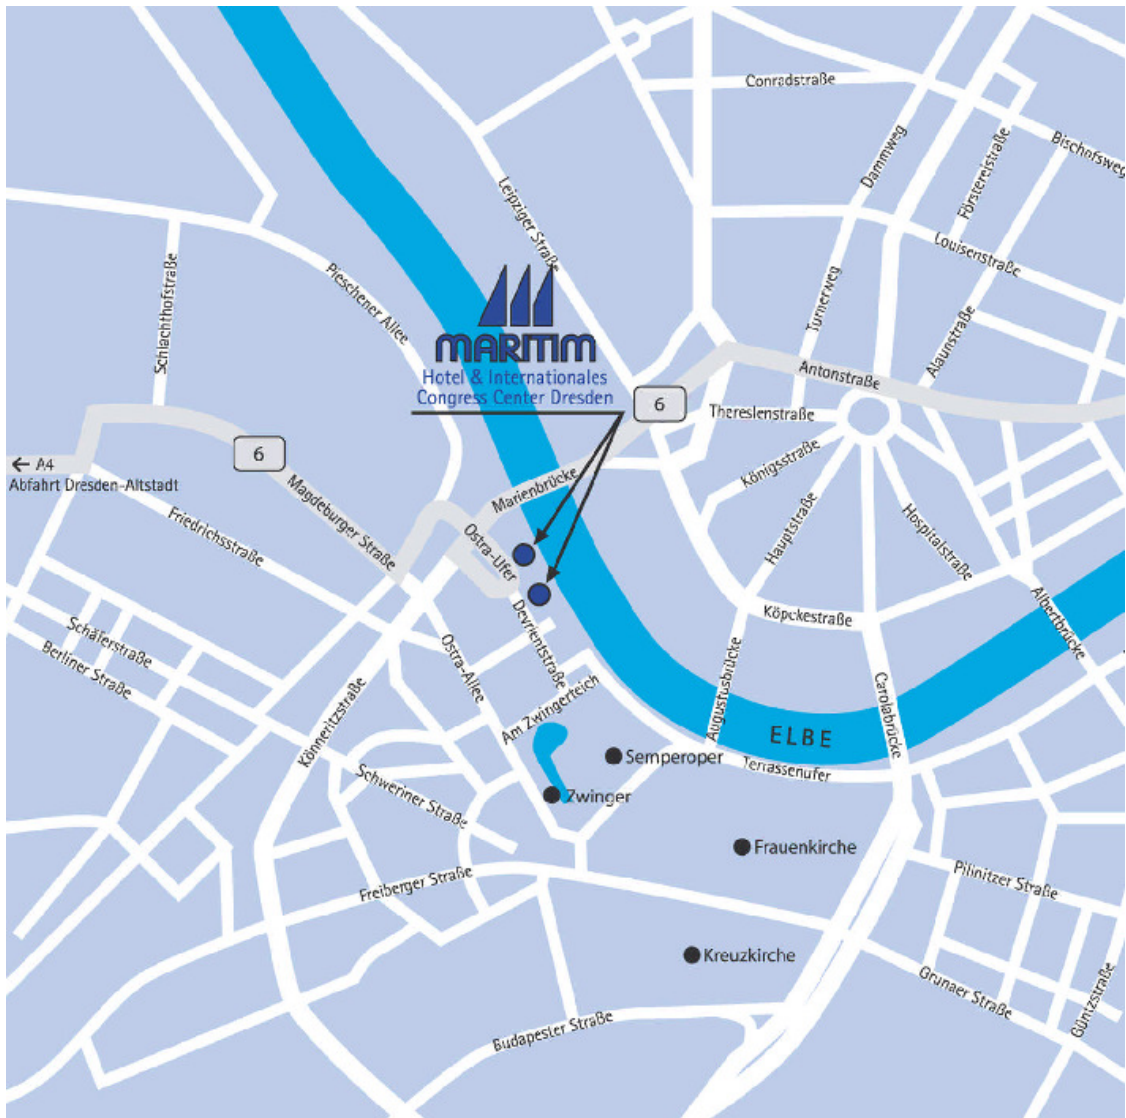 Conradstraße
Bischofsweg
Dammweg
Förstereistraße
Leipziger Straße
Louisenstraße
Pieschener Allee
Schlachthofstraße
Turnerweg
Alaunstraße
MARITIM
Hotel & Internationales
Congress Center Dresden
Antonstraße
6
Thereslenstraße
6
← A4
Abfahrt Dresden-Altstadt
Königsstraße
Marienbrücke
Magdeburger Straße
Friedrichsstraße
Hauptstraße
Hospitalstraße
Ostra-Ufer
Devrientstraße
Köpckestraße
Albertbrücke
Schäferstraße
Berliner Straße
Ostra-Allee
Könneritzstraße
Am Zwingerteich
Augustusbrücke
Carolabrücke
ELBE
Semperoper
Terrassenufer
Schweriner Straße
Zwinger
Frauenkirche
Pilinitzer Straße
Freiberger Straße
Kreuzkirche
Grunaer Straße
Güntzstraße
Budapester Straße